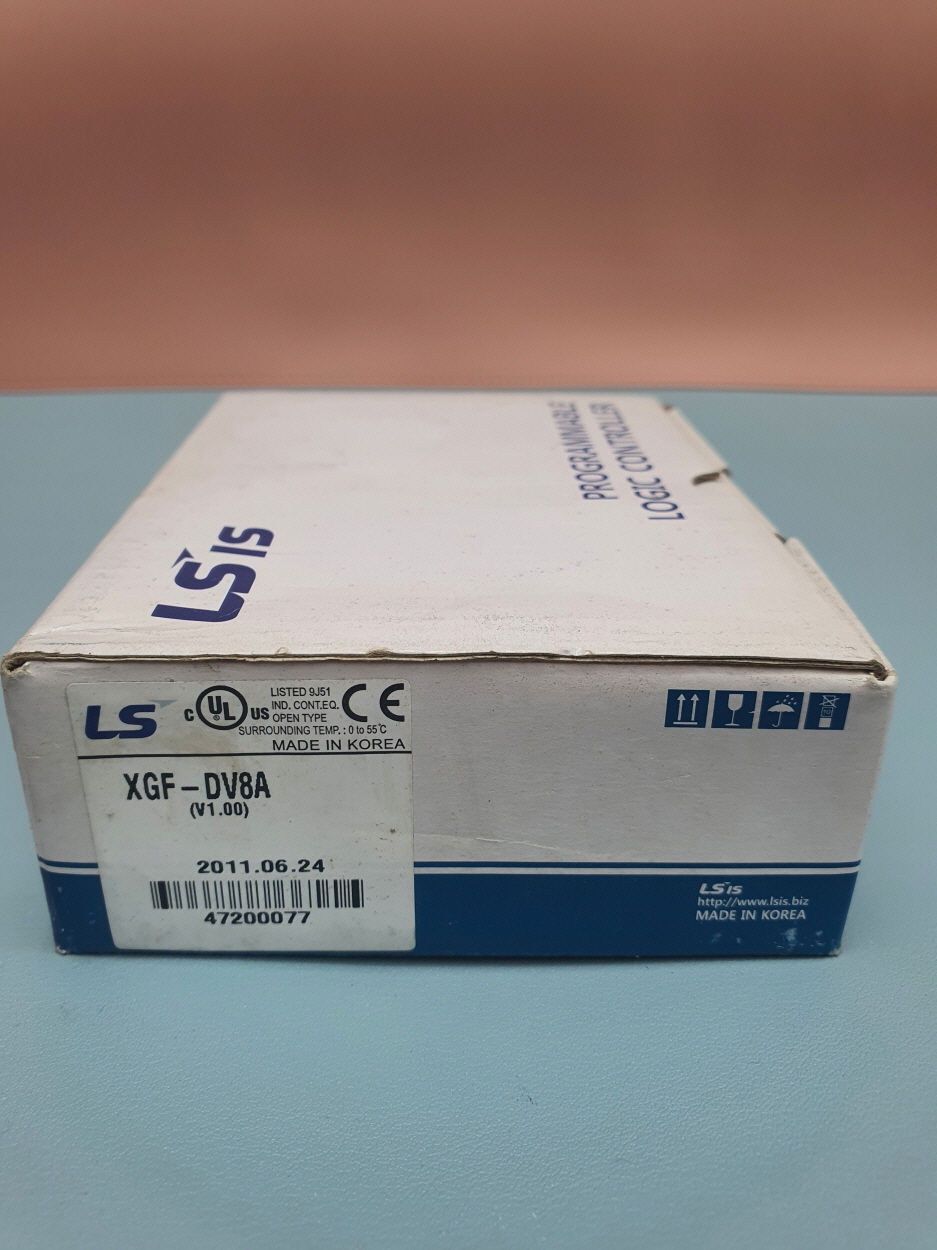 PROGRAMMABLE
LOGIC CONTROLLER
LSIS
LS
C UL US
LISTED 9J51
IND. CONT.EQ.
OPEN TYPE
CE
SURROUNDING TEMP. : 0 to 55℃
MADE IN KOREA
XGF-DV8A
(V1.00)
2011.06.24
47200077
LSIS
http://www.lsis.biz
MADE IN KOREA